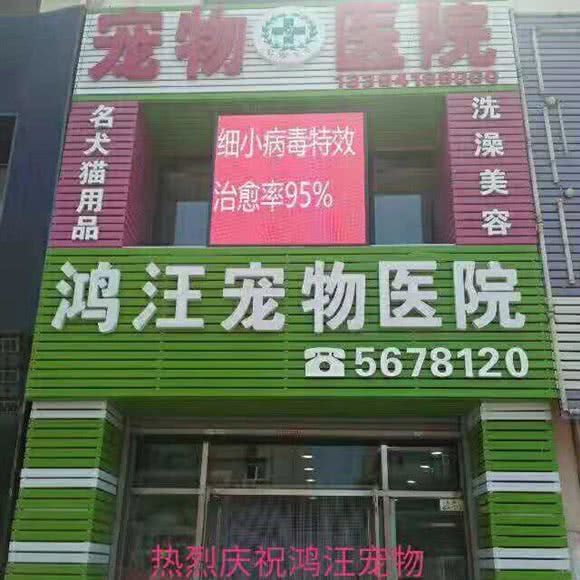 宠物医院
名犬猫用品
细小病毒特效
治愈率95%
洗澡美容
鸿汪宠物医院
☎5678120
热烈庆祝鸿汪宠物